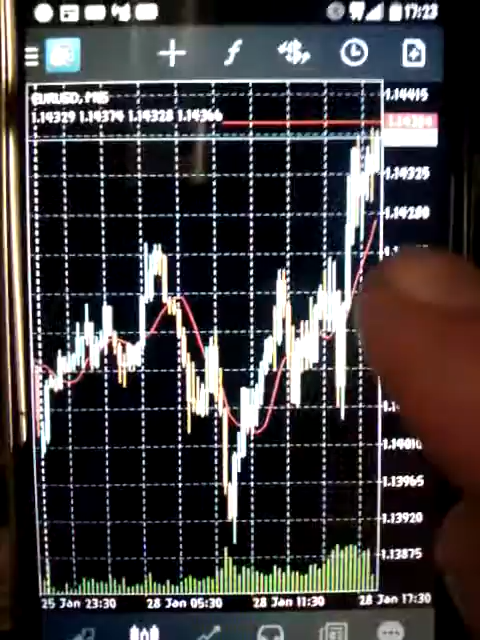 17:23
f
EURUSD, M15
1.14329 1.14374 1.14328 1.14366
1.14415
1.14325
1.14280
1.13965
1.13920
1.13875
25 Jan 23:30 28 Jan 05:30 28 Jan 11:30 28 Jan 17:30